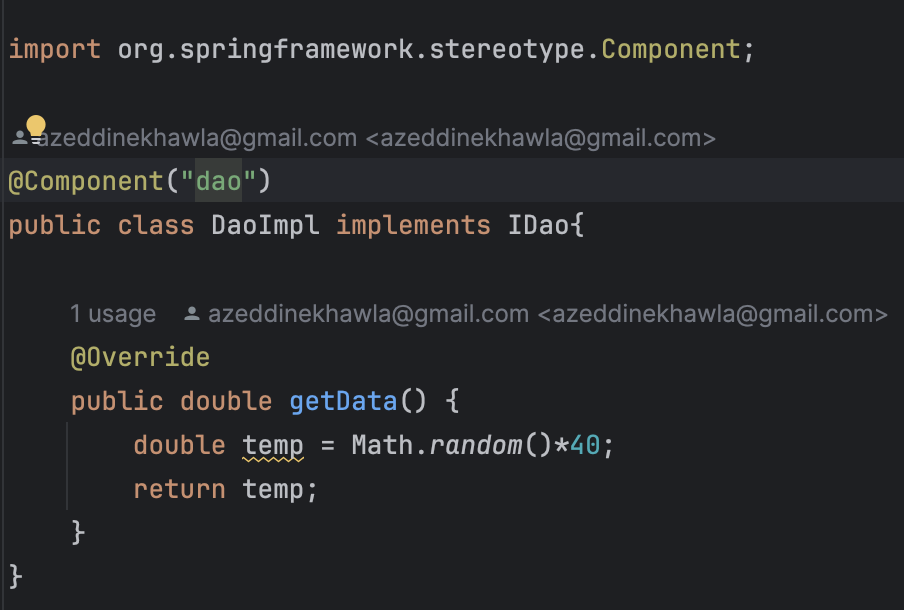 import org.springframework.stereotype.Component;
azeddinekhawla@gmail.com <azeddinekhawla@gmail.com>
@Component("dao")
public class DaoImpl implements IDao{
1 usage azeddinekhawla@gmail.com <azeddinekhawla@gmail.com>
@Override
public double getData() {
double temp = Math.random()*40;
return temp;
}
}